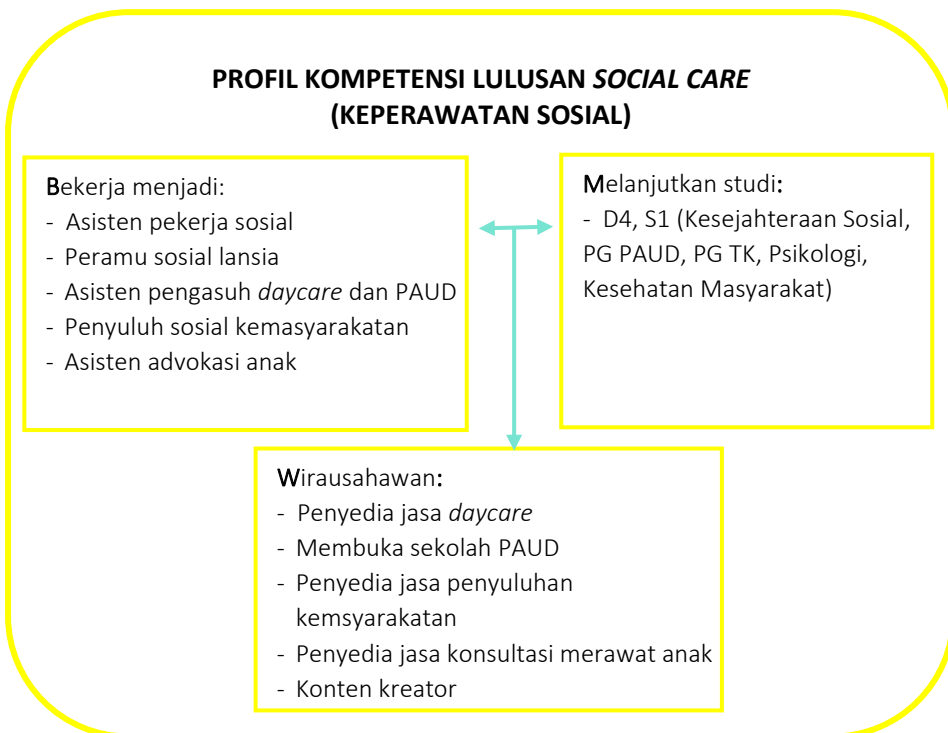 PROFIL KOMPETENSI LULUSAN SOCIAL CARE
(KEPERAWATAN SOSIAL)
Bekerja menjadi:
- Asisten pekerja sosial
- Peramu sosial lansia
- Asisten pengasuh daycare dan PAUD
- Penyuluh sosial kemasyarakatan
- Asisten advokasi anak
Melanjutkan studi:
- D4, S1 (Kesejahteraan Sosial,
PG PAUD, PG TK, Psikologi,
Kesehatan Masyarakat)
Wirausahawan:
- Penyedia jasa daycare
- Membuka sekolah PAUD
- Penyedia jasa penyuluhan
kemsyarakatan
- Penyedia jasa konsultasi merawat anak
- Konten kreator